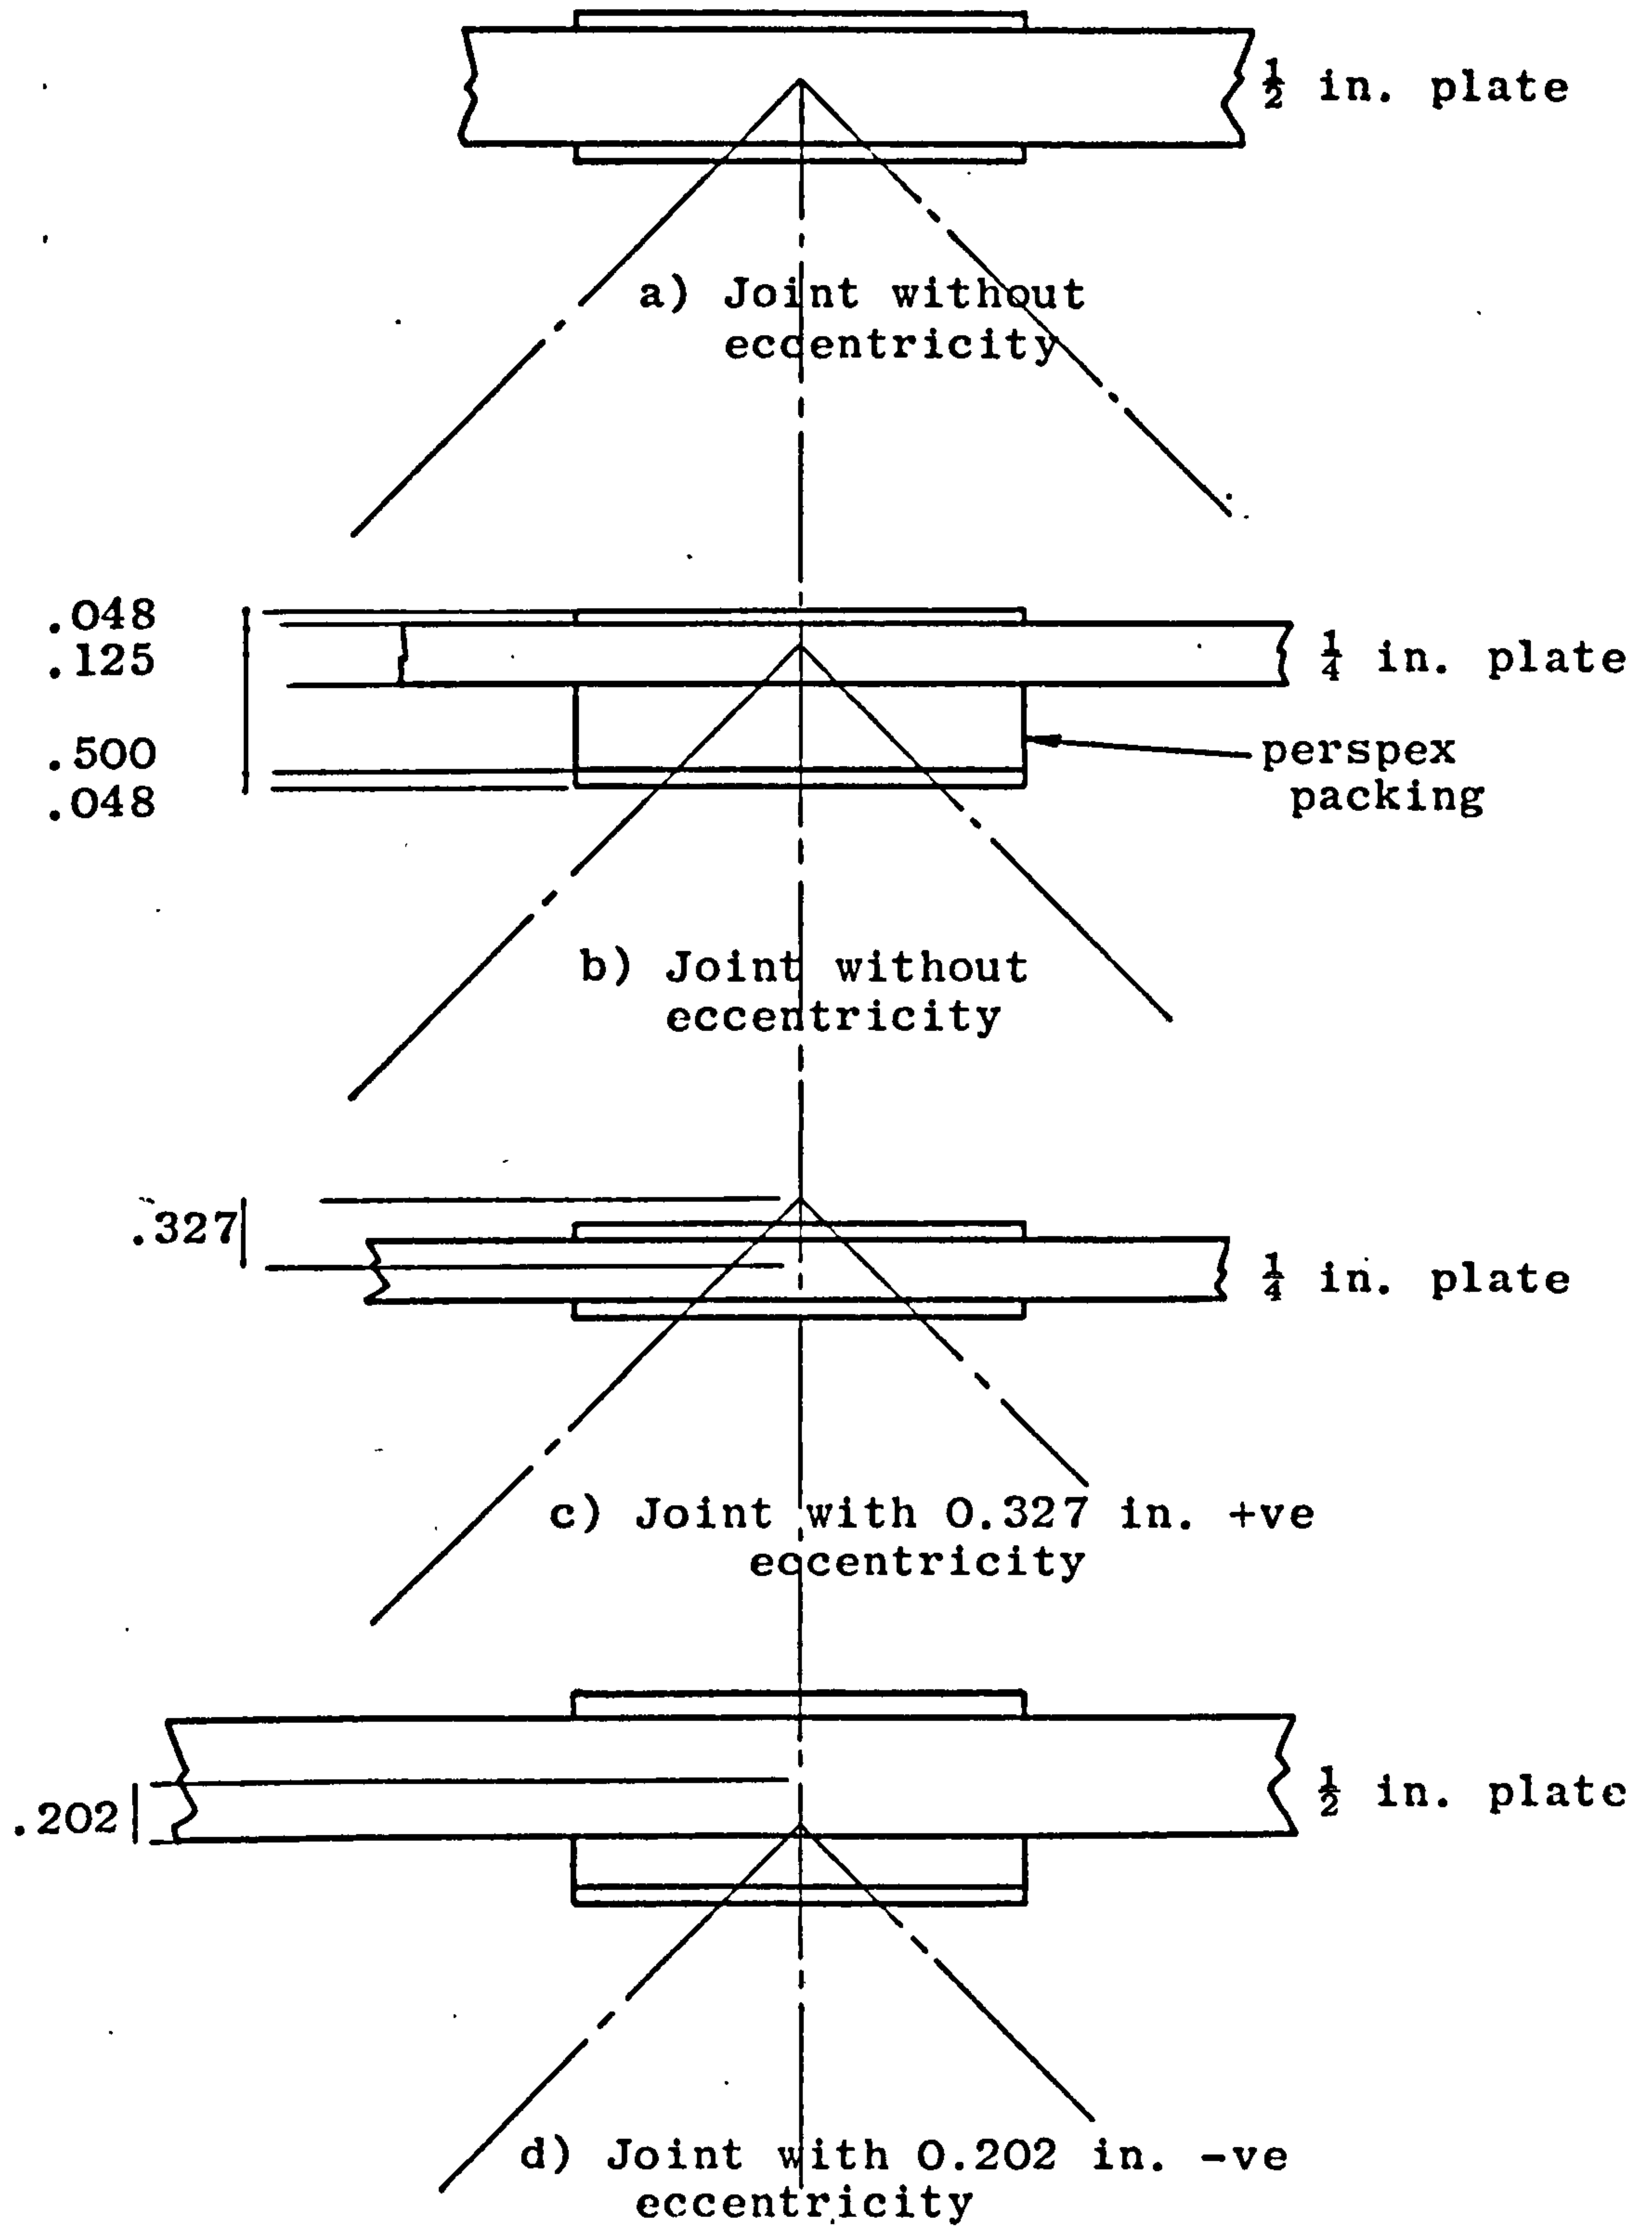 ½ in. plate
a) Joint without
eccentricity
.048
.125
¼ in. plate
.500
perspex
.048
packing
b) Joint without
eccentricity
.327
¼ in. plate
c) Joint with 0.327 in. +ve
eccentricity
½ in. plate
.202
d) Joint with 0.202 in. -ve
eccentricity